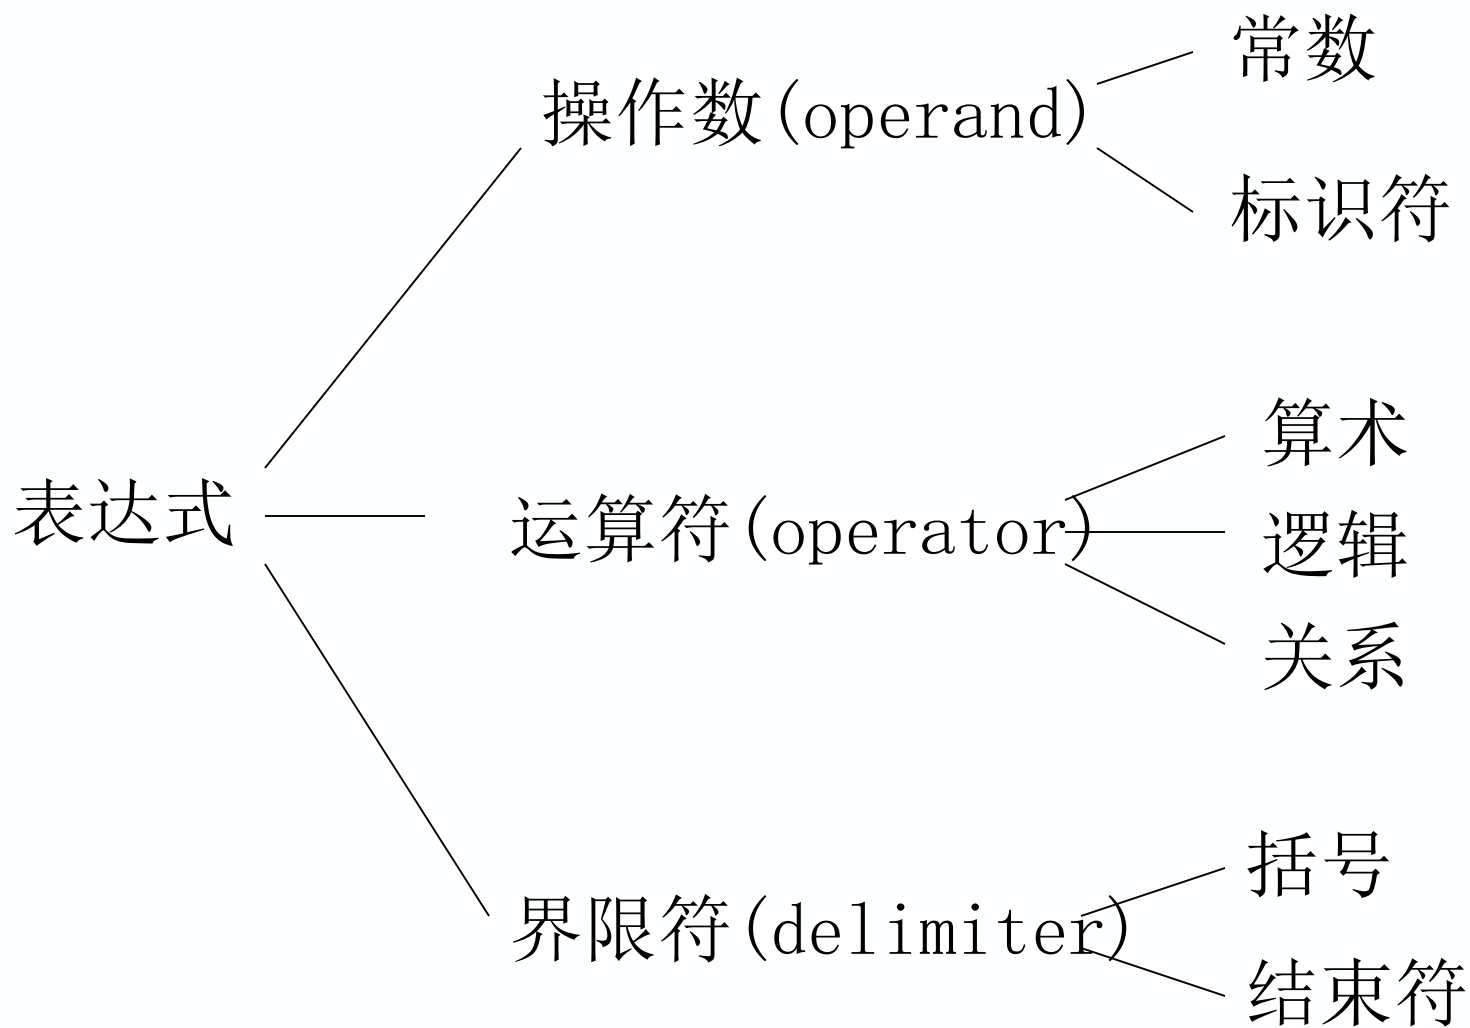 常数
操作数(operand)
标识符
算术
表达式
运算符(operator)
逻辑
关系
括号
界限符(delimiter)
结束符